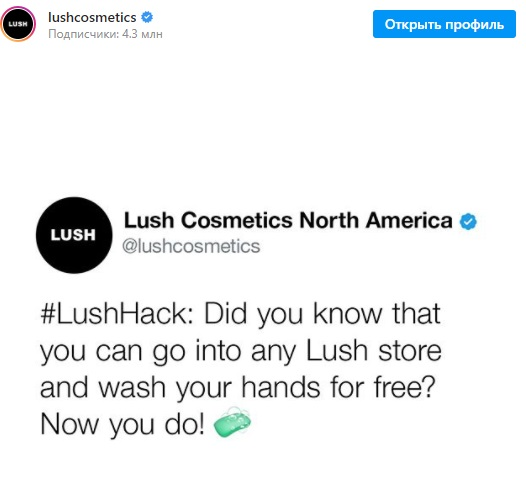 LUSH
lushcosmetics
Подписчики: 4.3 млн
Открыть профиль
LUSH
Lush Cosmetics North America
@lushcosmetics
#LushHack: Did you know that
you can go into any Lush store
and wash your hands for free?
Now you do!